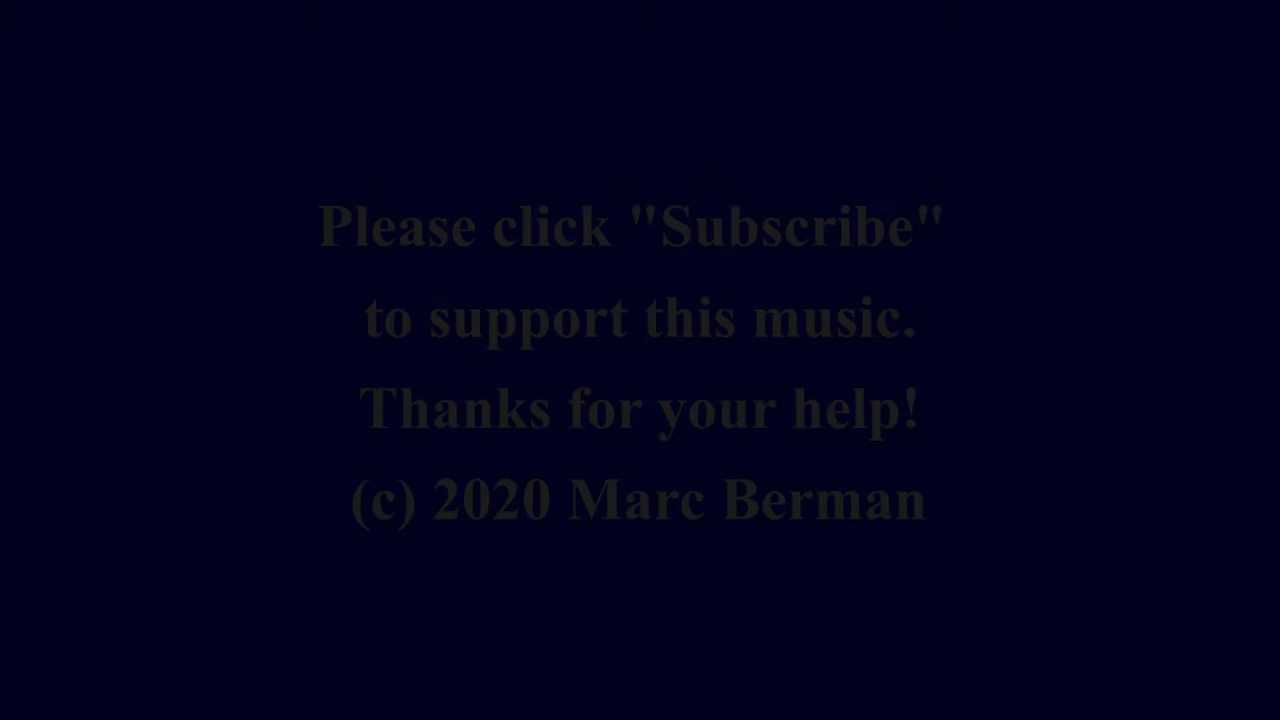 Please click "Subscribe"
to support this music.
Thanks for your help!
(c) 2020 Marc Berman